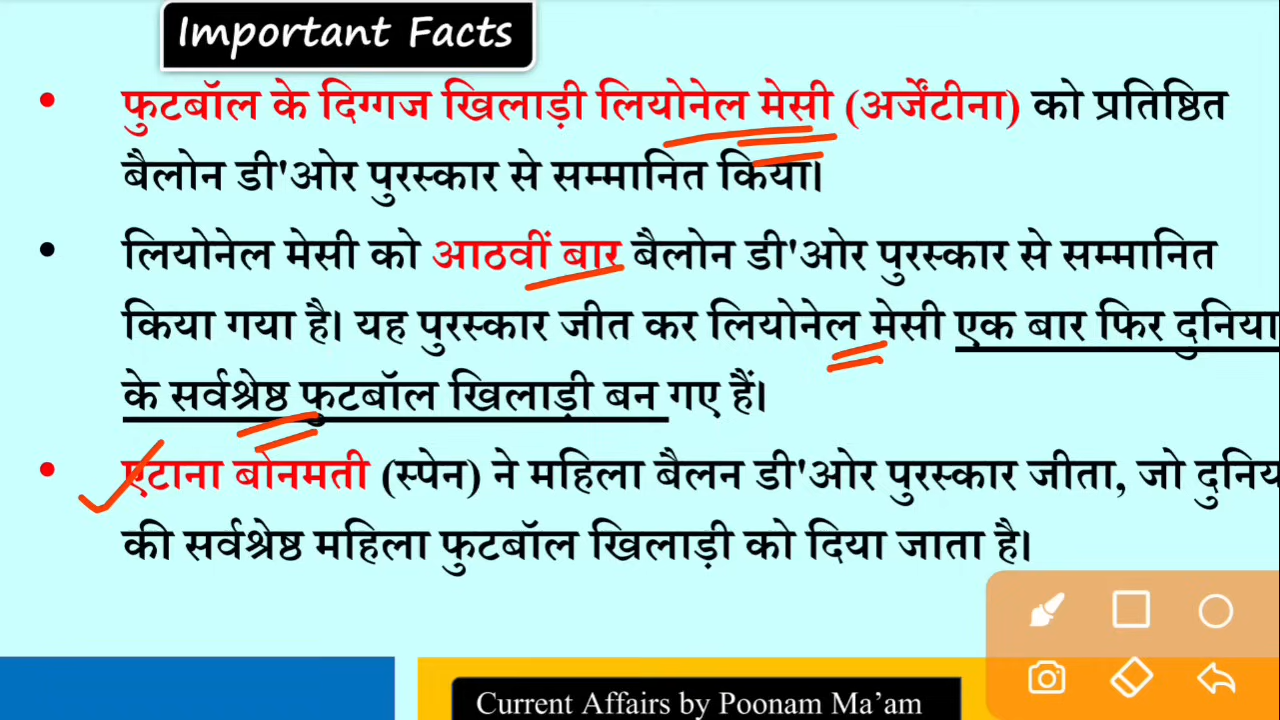 Important Facts
फुटबॉल के दिग्गज खिलाड़ी लियोनेल मेसी (अर्जेंटीना) को प्रतिष्ठित
बैलोन डी'ओर पुरस्कार से सम्मानित किया।
लियोनेल मेसी को आठवीं बार बैलोन डी'ओर पुरस्कार से सम्मानित
किया गया है। यह पुरस्कार जीत कर लियोनेल मेसी एक बार फिर दुनिया
के सर्वश्रेष्ठ फुटबॉल खिलाड़ी बन गए हैं।
एटाना बोनमती (स्पेन) ने महिला बैलन डी'ओर पुरस्कार जीता, जो दुनिय
की सर्वश्रेष्ठ महिला फुटबॉल खिलाड़ी को दिया जाता है।
Current Affairs by Poonam Ma’am